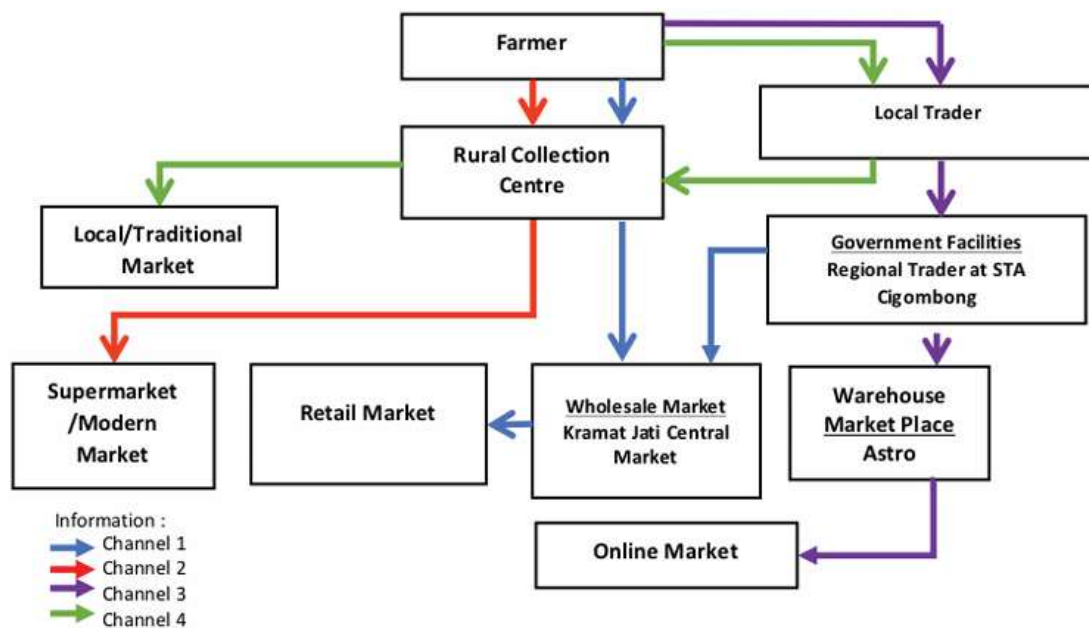 Farmer
Local Trader
Rural Collection
Centre
Local/Traditional
Market
Government Facilities
Regional Trader at STA
Cigombong
Supermarket
/Modern
Market
Retail Market
Wholesale Market
Kramat Jati Central
Market
Warehouse
Market Place
Astro
Online Market
Information :
Channel 1
Channel 2
Channel 3
Channel 4